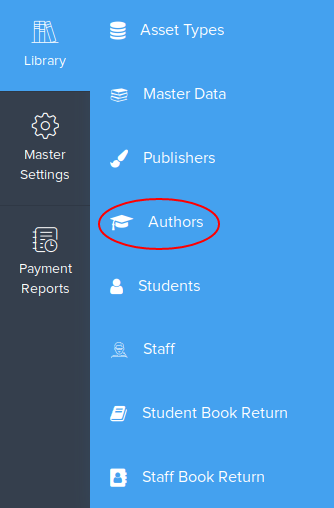 Library
Master
Settings
Payment
Reports
Asset Types
Master Data
Publishers
Authors
Students
Staff
Student Book Return
Staff Book Return